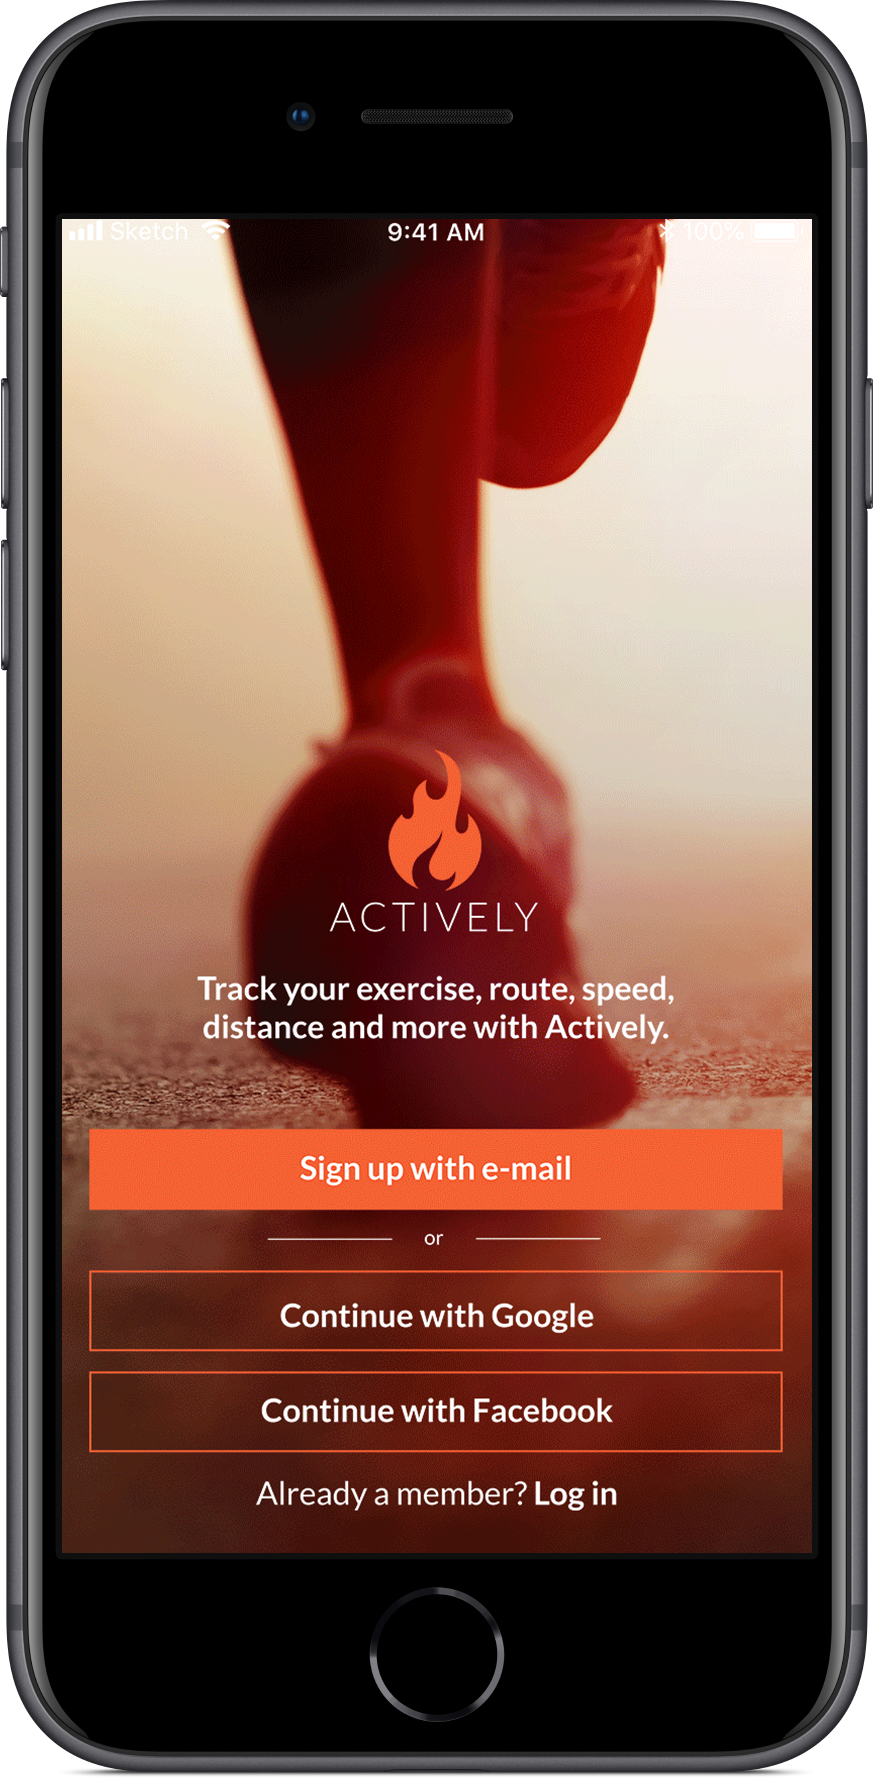 Sketch 9:41 AM 100%
ACTIVELY
Track your exercise, route, speed,
distance and more with Actively.
Sign up with e-mail
or
Continue with Google
Continue with Facebook
Already a member? Log in